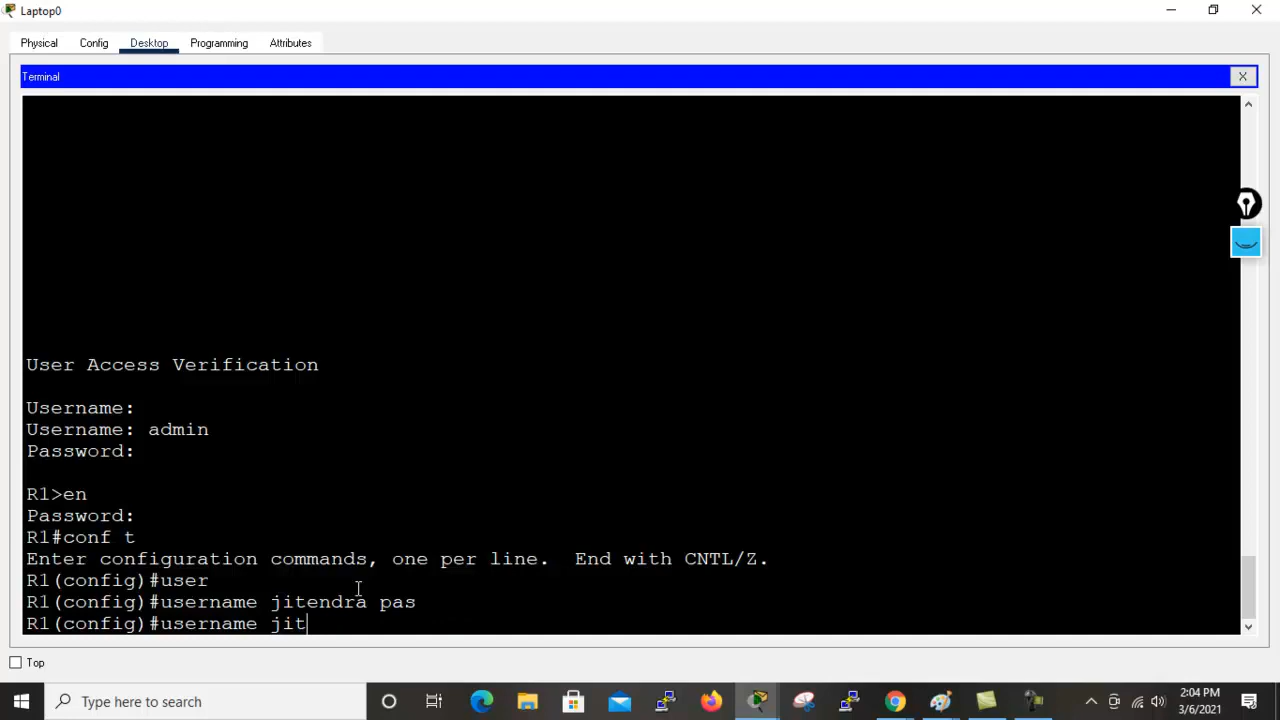 Laptop0
Physical Config Desktop Programming Attributes
Terminal X
User Access Verification
Username:
Username: admin
Password:
R1>en
Password:
R1#conf t
Enter configuration commands, one per line.  End with CNTL/Z.
R1(config)#user
R1(config)#username jitendra pas
R1(config)#username jit
Top
Type here to search
2:04 PM
3/6/2021